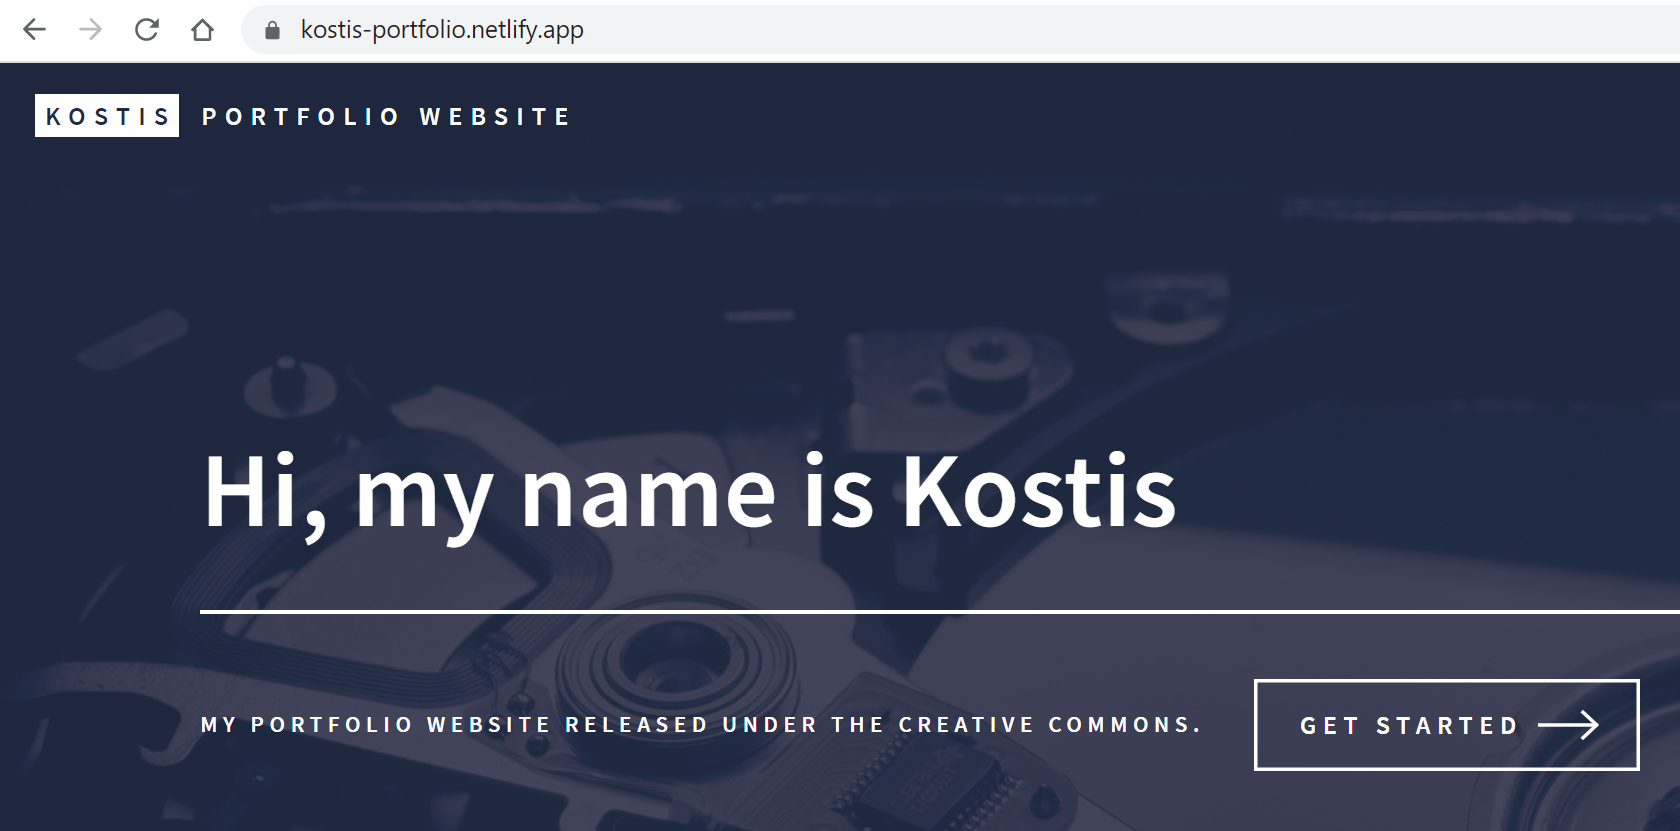 kostis-portfolio.netlify.app
KOSTIS PORTFOLIO WEBSITE
Hi, my name is Kostis
MY PORTFOLIO WEBSITE RELEASED UNDER THE CREATIVE COMMONS.
GET STARTED